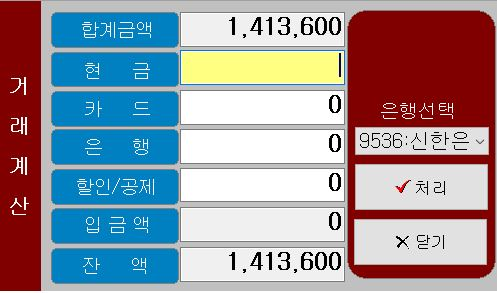 거래계산
합계금액 1,413,600
현 금
카 드 0
은 행 0
할인/공제 0
입금액 0
잔 액 1,413,600
은행선택
9536:신한은
처리
닫기